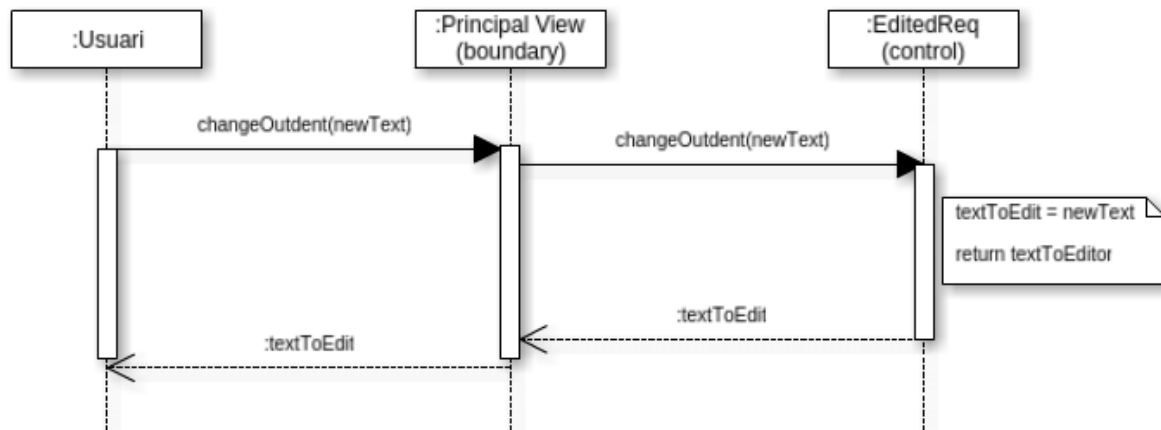 :Usuari
:Principal View
(boundary)
:EditedReq
(control)
changeOutdent(newText)
changeOutdent(newText)
textToEdit = newText
return textToEditor
:textToEdit
:textToEdit